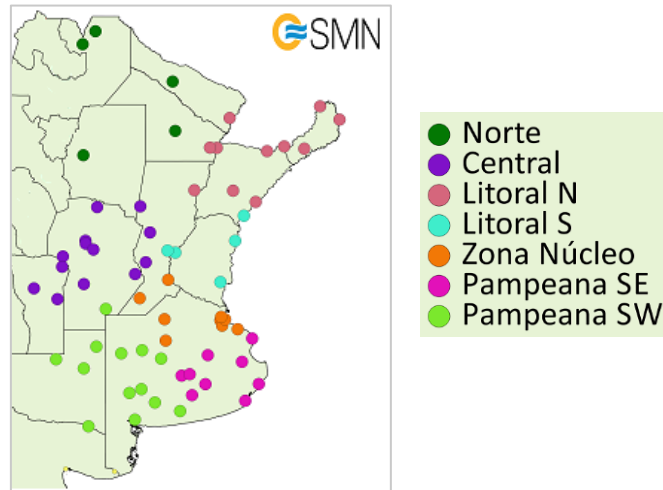 SMN
Norte
Central
Litoral N
Litoral S
Zona Núcleo
Pampeana SE
Pampeana SW